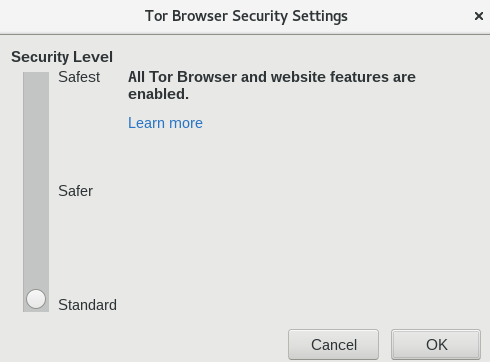 Tor Browser Security Settings
Security Level
Safest
All Tor Browser and website features are
enabled.
Learn more
Safer
Standard
Cancel
OK